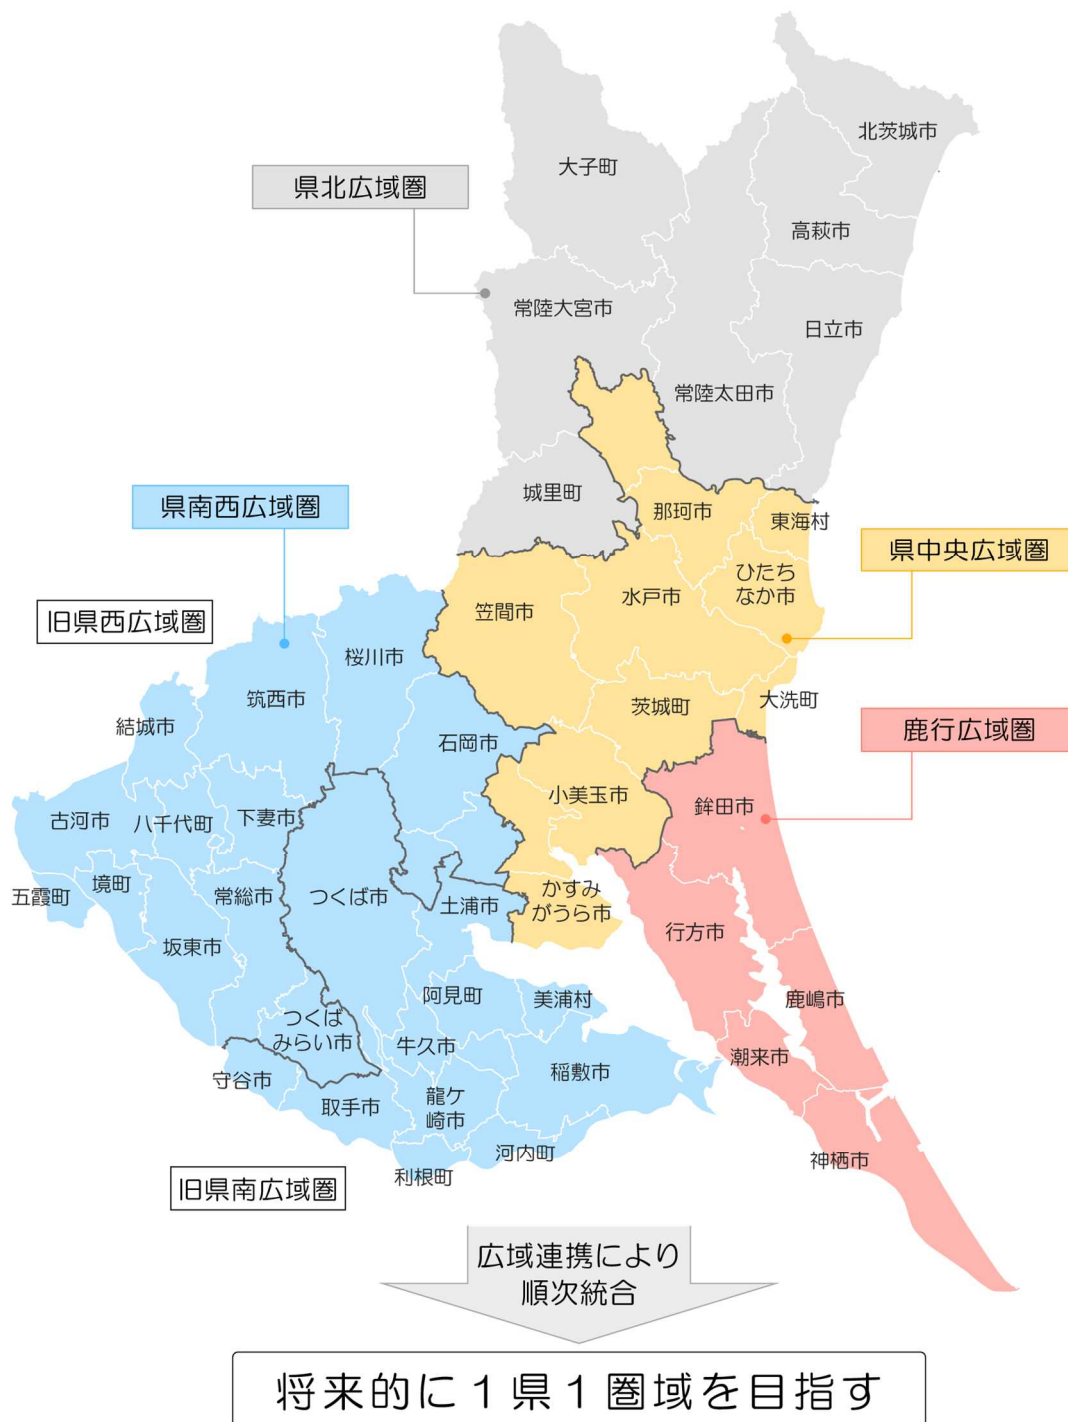 北茨城市
大子町
県北広域圏
高萩市
常陸大宮市
日立市
常陸太田市
城里町
県南西広域圏
那珂市
東海村
県中央広域圏
ひたち
なか市
水戸市
笠間市
旧県西広域圏
桜川市
筑西市
茨城町
大洗町
結城市
石岡市
鹿行広域圏
小美玉市
鉾田市
古河市
八千代町
下妻市
五霞町
境町
常総市
つくば市
土浦市
かすみ
がうら市
坂東市
行方市
阿見町
美浦村
鹿嶋市
つくば
みらい市
牛久市
潮来市
守谷市
稲敷市
取手市
龍ケ
崎市
河内町
神栖市
利根町
旧県南広域圏
広域連携により
順次統合
将来的に１県１圏域を目指す